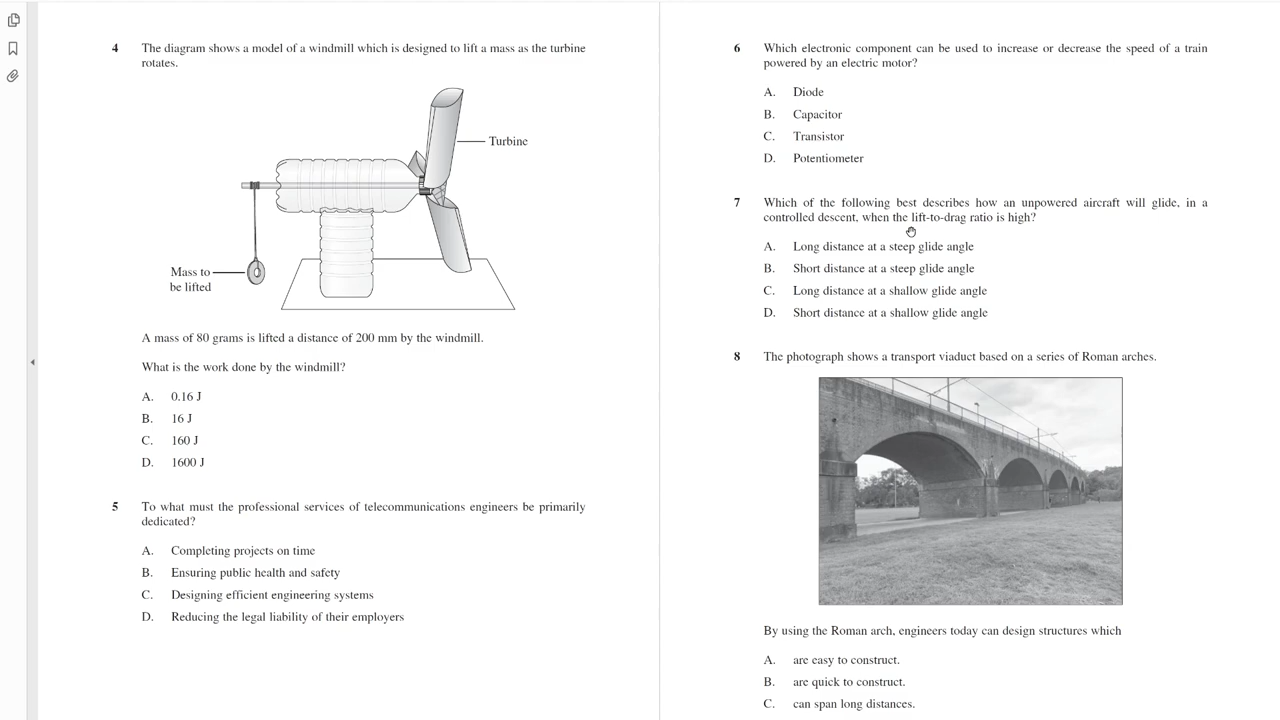 4 The diagram shows a model of a windmill which is designed to lift a mass as the turbine
rotates.
Turbine
Mass to
be lifted
A mass of 80 grams is lifted a distance of 200 mm by the windmill.
What is the work done by the windmill?
A. 0.16 J
B. 16 J
C. 160 J
D. 1600 J
5 To what must the professional services of telecommunications engineers be primarily
dedicated?
A. Completing projects on time
B. Ensuring public health and safety
C. Designing efficient engineering systems
D. Reducing the legal liability of their employers
6 Which electronic component can be used to increase or decrease the speed of a train
powered by an electric motor?
A. Diode
B. Capacitor
C. Transistor
D. Potentiometer
7 Which of the following best describes how an unpowered aircraft will glide, in a
controlled descent, when the lift-to-drag ratio is high?
A. Long distance at a steep glide angle
B. Short distance at a steep glide angle
C. Long distance at a shallow glide angle
D. Short distance at a shallow glide angle
8 The photograph shows a transport viaduct based on a series of Roman arches.
By using the Roman arch, engineers today can design structures which
A. are easy to construct.
B. are quick to construct.
C. can span long distances.